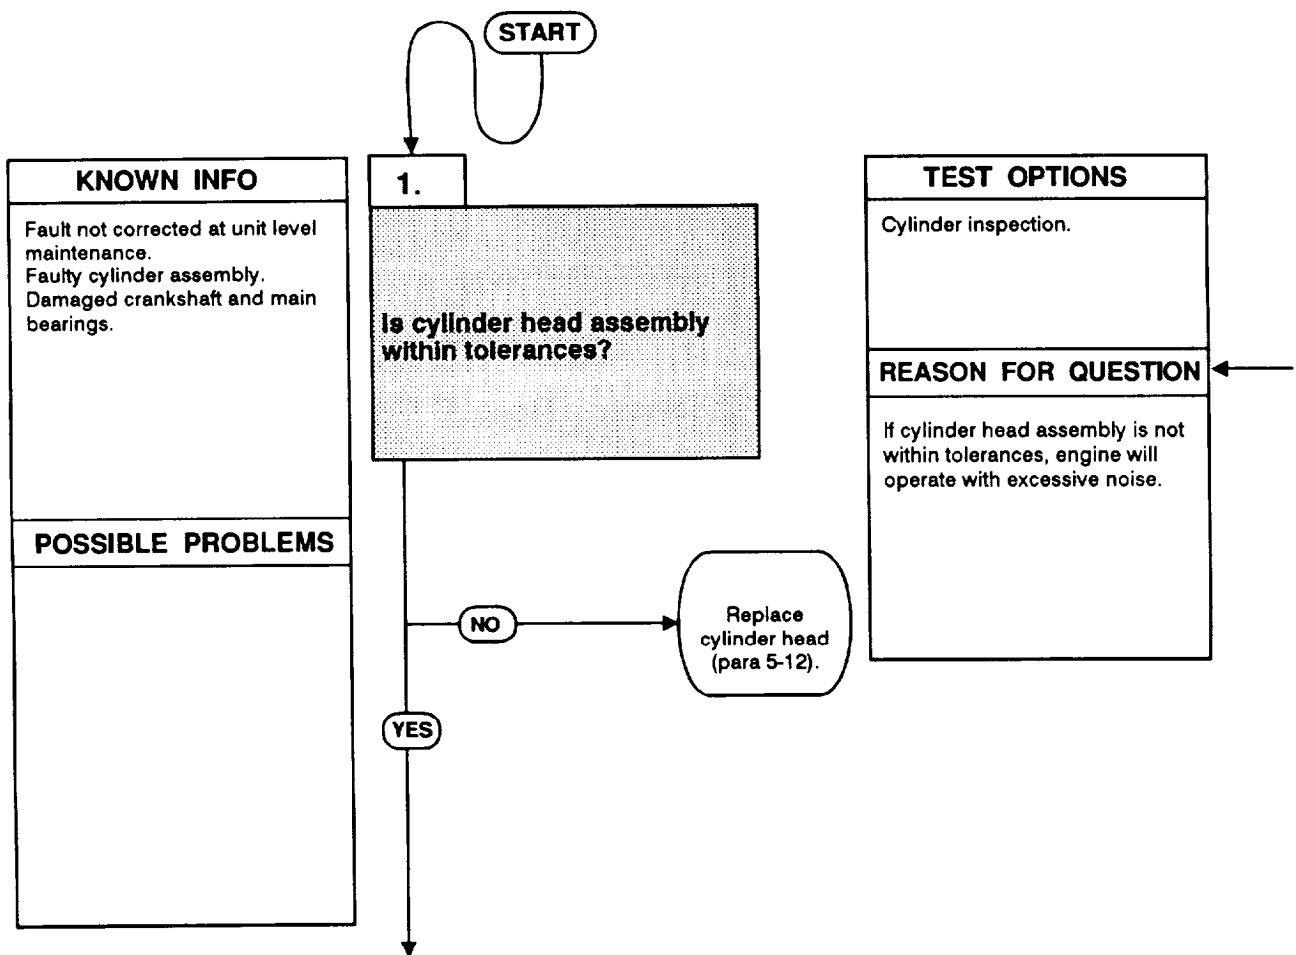 START
KNOWN INFO
Fault not corrected at unit level
maintenance.
Faulty cylinder assembly.
Damaged crankshaft and main
bearings.
POSSIBLE PROBLEMS
1.
Is cylinder head assembly
within tolerances?
NO
Replace
cylinder head
(para 5-12).
YES
TEST OPTIONS
Cylinder inspection.
REASON FOR QUESTION
If cylinder head assembly is not
within tolerances, engine will
operate with excessive noise.